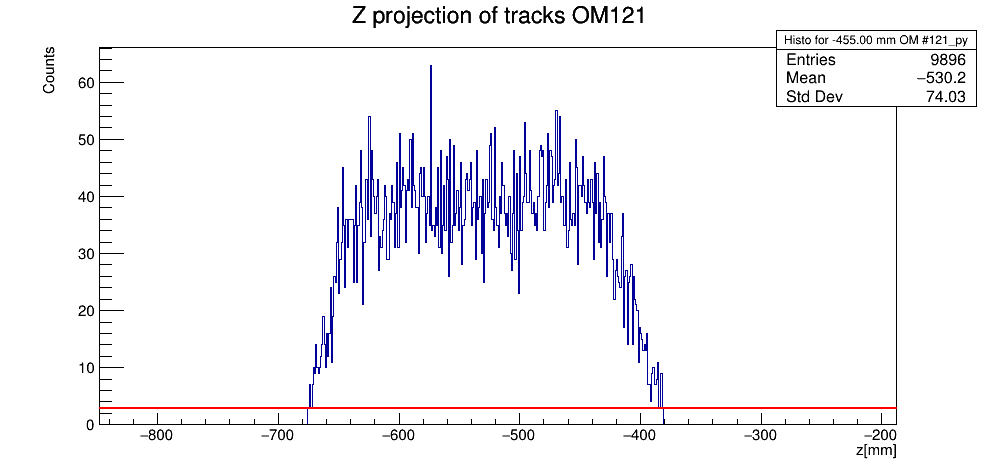 Z projection of tracks OM121
Histo for -455.00 mm OM #121_py
Entries 9896
Mean −530.2
Std Dev 74.03
Counts
60
50
40
30
20
10
0
−800 −700 −600 −500 −400 −300 −200
z[mm]